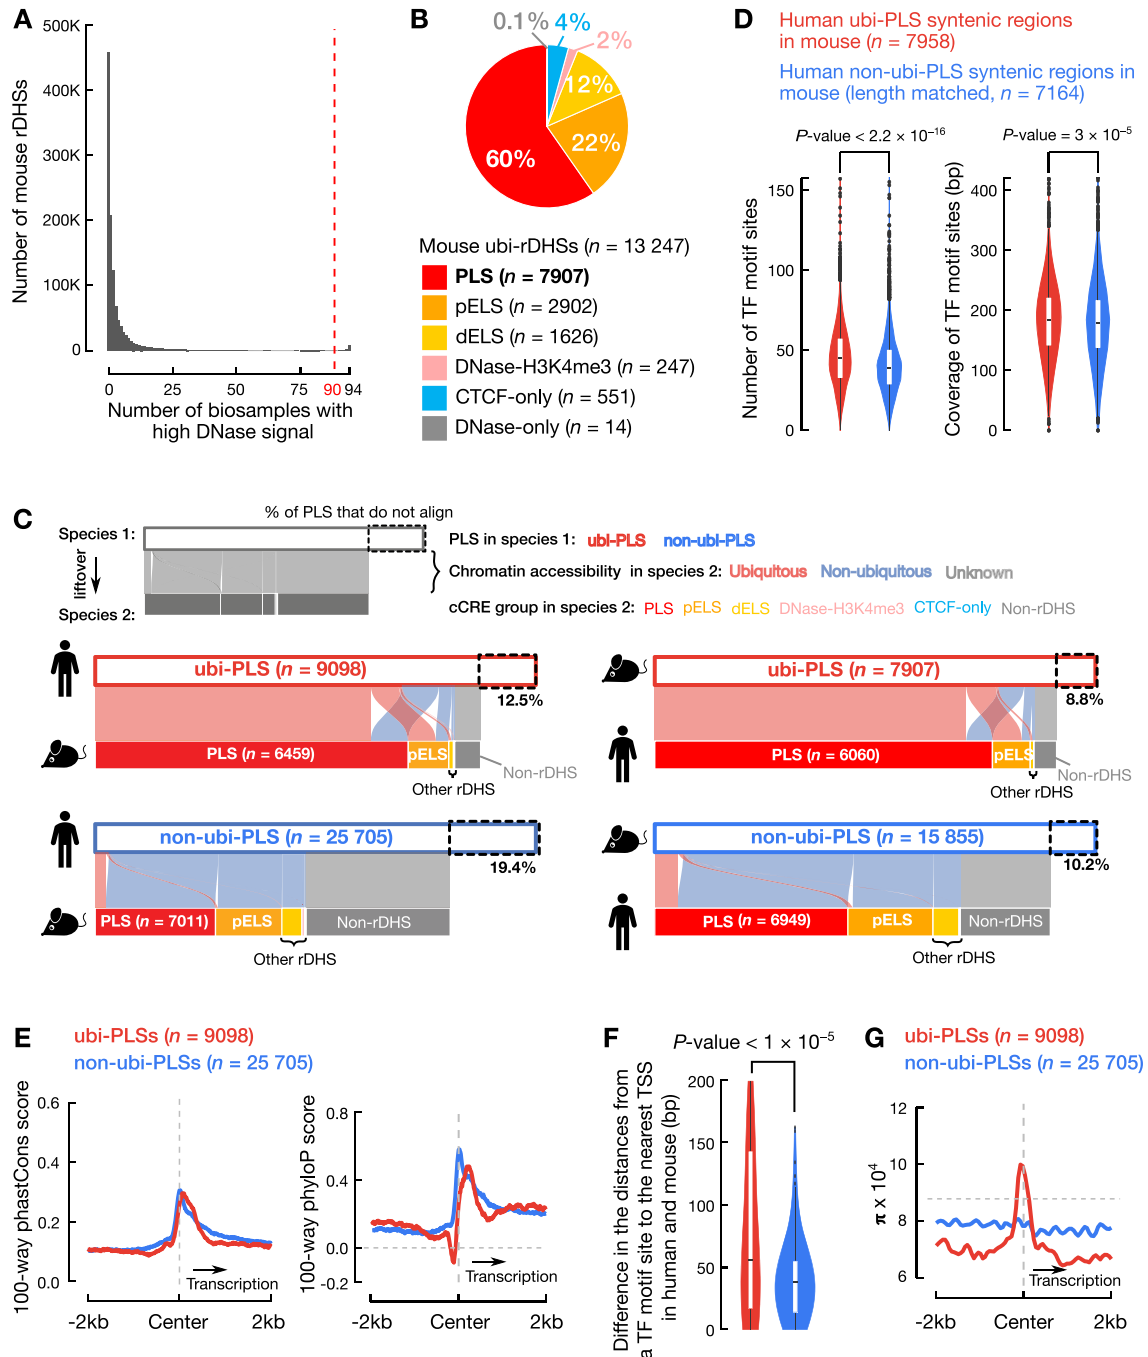 A
500K
400K
300K
200K
100K
0
Number of mouse rDHSs
0
25
75
90
94
Number of biosamples with
high DNase signal
B
0.1%
4%
2%
12%
22%
60%
Mouse ubi-rDHSs (n = 13 247)
PLS (n = 7907)
pELS (n = 2902)
dELS (n = 1626)
DNase-H3K4me3 (n = 247)
CTCF-only (n = 551)
DNase-only (n = 14)
D
Human ubi-PLS syntenic regions
in mouse (n = 7958)
Human non-ubi-PLS syntenic regions in
mouse (length matched, n = 7164)
P-value < 2.2 × 10⁻¹⁶
Number of TF motif sites
150
100
50
0
P-value = 3 × 10⁻⁵
Coverage of TF motif sites (bp)
400
300
200
100
0
C
% of PLS that do not align
Species 1:
liftover
Species 2:
PLS in species 1: ubi-PLS non-ubi-PLS
Chromatin accessibility in species 2: Ubiquitous Non-ubiquitous Unknown
cCRE group in species 2: PLS pELS dELS DNase-H3K4me3 CTCF-only Non-rDHS
ubi-PLS (n = 9098)
12.5%
PLS (n = 6459)
pELS
Non-rDHS
Other rDHS
ubi-PLS (n = 7907)
8.8%
PLS (n = 6060)
pELS
Non-rDHS
Other rDHS
non-ubi-PLS (n = 25 705)
19.4%
PLS (n = 7011)
pELS
Non-rDHS
Other rDHS
non-ubi-PLS (n = 15 855)
10.2%
PLS (n = 6949)
pELS
Non-rDHS
Other rDHS
E
ubi-PLSs (n = 9098)
non-ubi-PLSs (n = 25 705)
100-way phastCons score
0.6
0.4
0.2
0.0
Transcription
-2kb
Center
2kb
100-way phyloP score
0.8
0.4
0.0
-0.2
Transcription
-2kb
Center
2kb
F
P-value < 1 × 10⁻⁵
Difference in the distances from
a TF motif site to the nearest TSS
in human and mouse (bp)
200
150
100
50
0
G
ubi-PLSs (n = 9098)
non-ubi-PLSs (n = 25 705)
π x 10⁴
12
10
8
6
Transcription
-2kb
Center
2kb